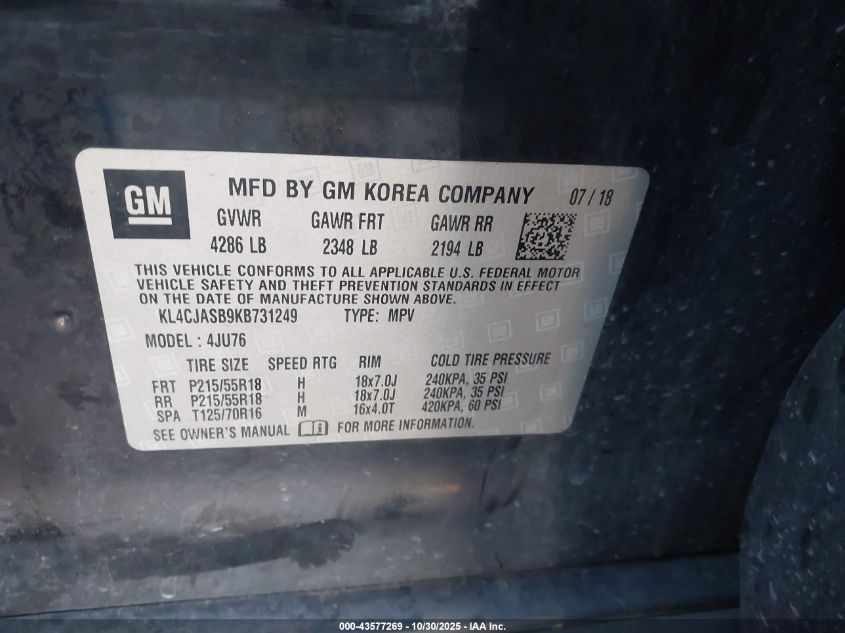 GM MFD BY GM KOREA COMPANY 07/18
GVWR GAWR FRT GAWR RR
4286 LB 2348 LB 2194 LB
THIS VEHICLE CONFORMS TO ALL APPLICABLE U.S. FEDERAL MOTOR
VEHICLE SAFETY AND THEFT PREVENTION STANDARDS IN EFFECT
ON THE DATE OF MANUFACTURE SHOWN ABOVE.
KL4CJASB9KB731249 TYPE: MPV
MODEL: 4JU76
TIRE SIZE SPEED RTG RIM COLD TIRE PRESSURE
FRT P215/55R18 H 18x7.0J 240KPA, 35 PSI
RR P215/55R18 H 18x7.0J 240KPA, 35 PSI
SPA T125/70R16 M 16x4.0T 420KPA, 60 PSI
SEE OWNER'S MANUAL FOR MORE INFORMATION.
000-43577269 - 10/30/2025 - IAA Inc.